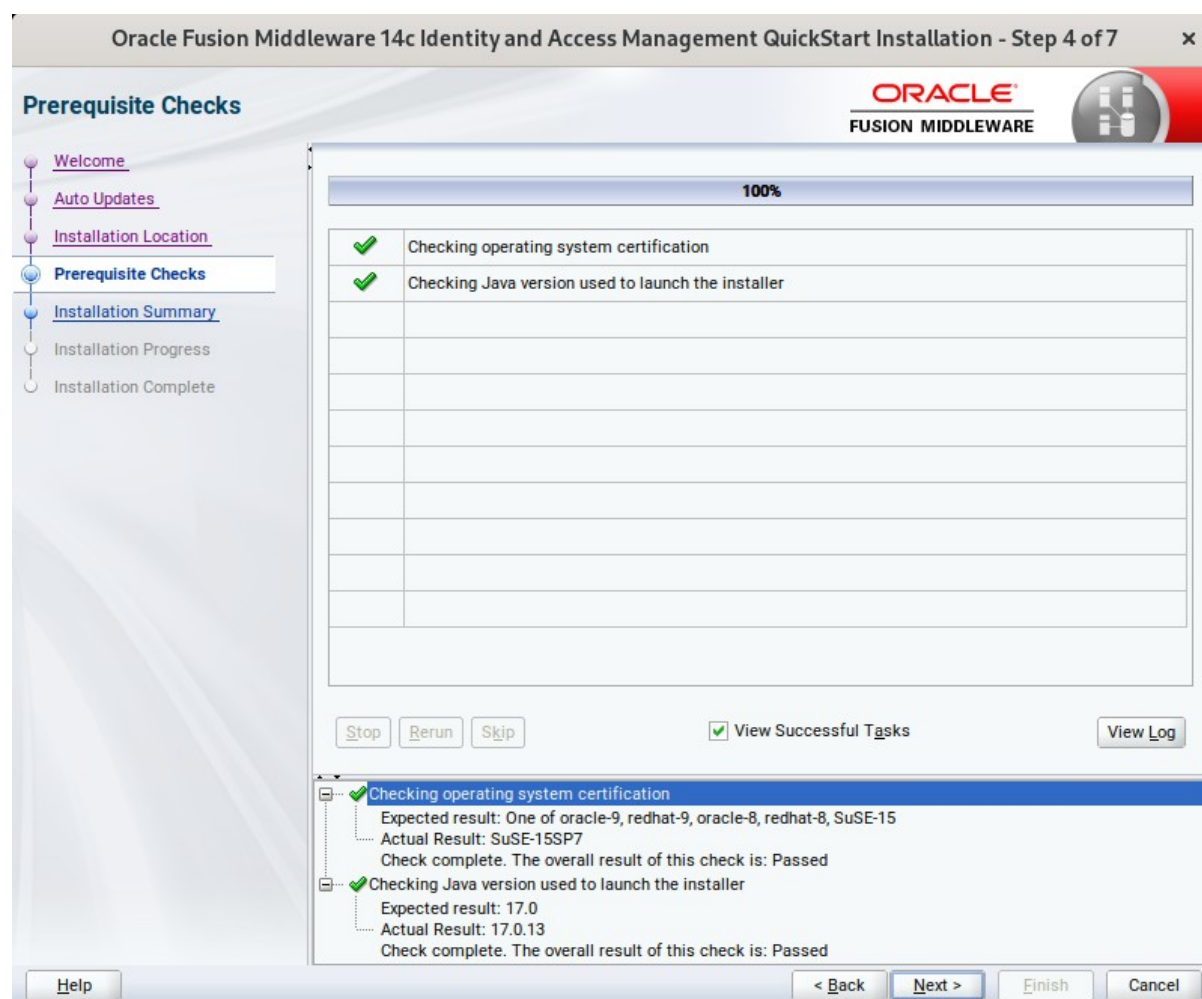 Oracle Fusion Middleware 14c Identity and Access Management QuickStart Installation - Step 4 of 7
Prerequisite Checks
ORACLE
FUSION MIDDLEWARE
Welcome
Auto Updates
Installation Location
Prerequisite Checks
Installation Summary
Installation Progress
Installation Complete
100%
Checking operating system certification
Checking Java version used to launch the installer
Stop
Rerun
Skip
View Successful Tasks
View Log
Checking operating system certification
Expected result: One of oracle-9, redhat-9, oracle-8, redhat-8, SuSE-15
Actual Result: SuSE-15SP7
Check complete. The overall result of this check is: Passed
Checking Java version used to launch the installer
Expected result: 17.0
Actual Result: 17.0.13
Check complete. The overall result of this check is: Passed
Help
< Back
Next >
Finish
Cancel